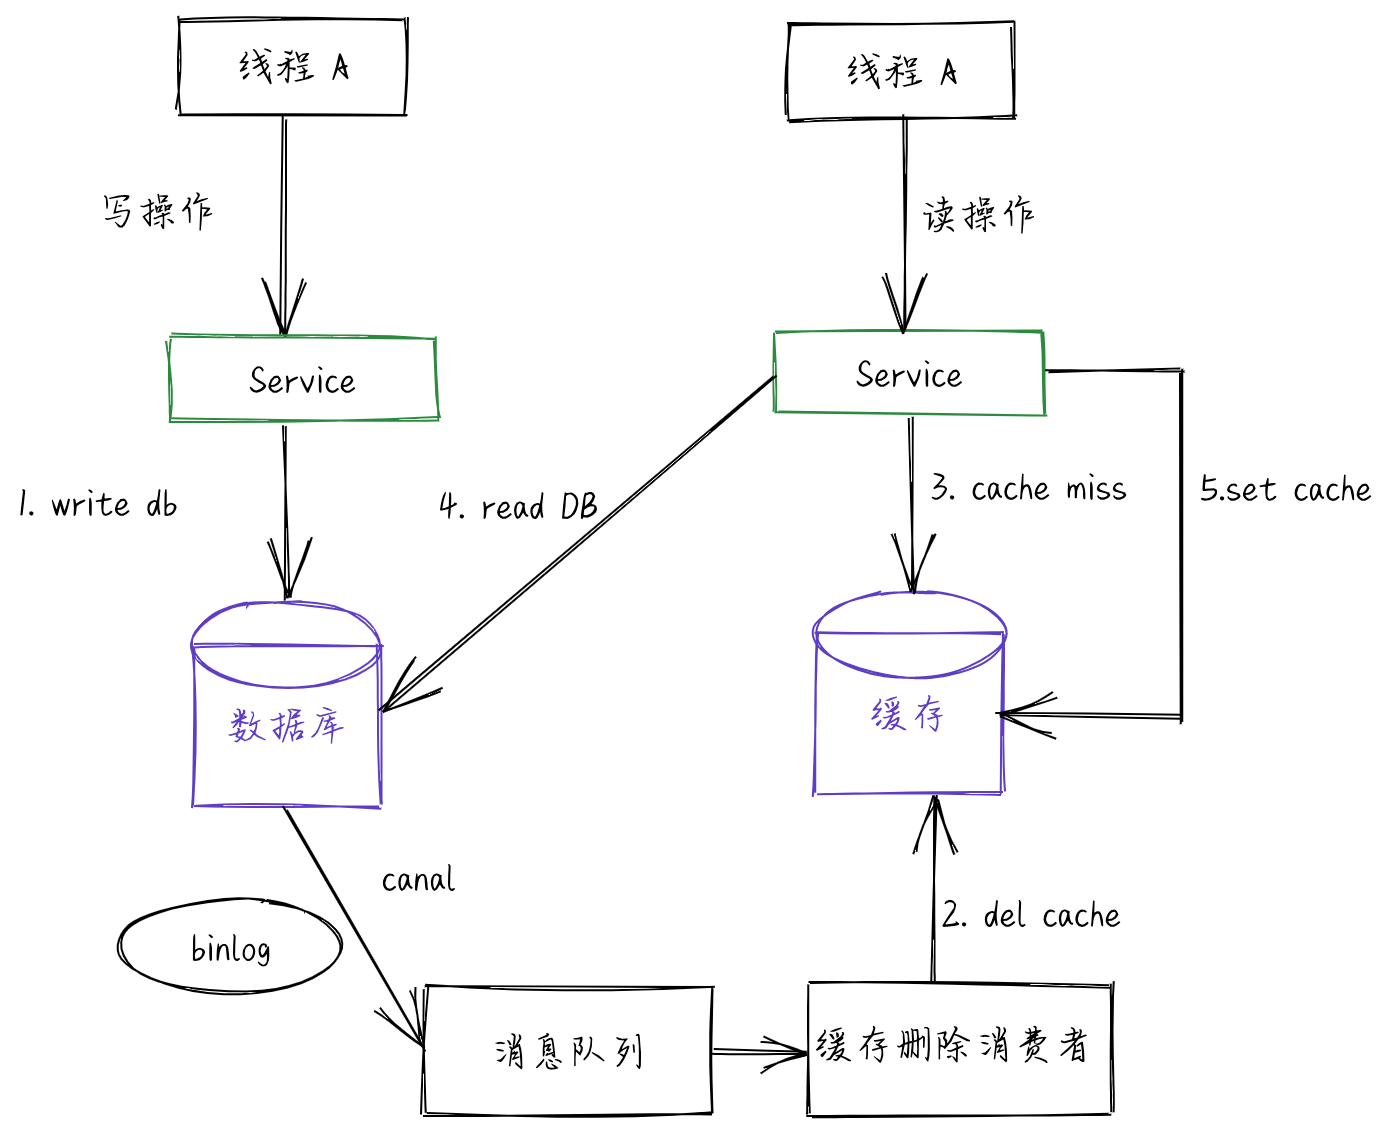 线程 A
线程 A
写操作
读操作
Service
Service
1. write db
4. read DB
3. cache miss
5.set cache
数据库
缓存
canal
binlog
2. del cache
消息队列
缓存删除消费者